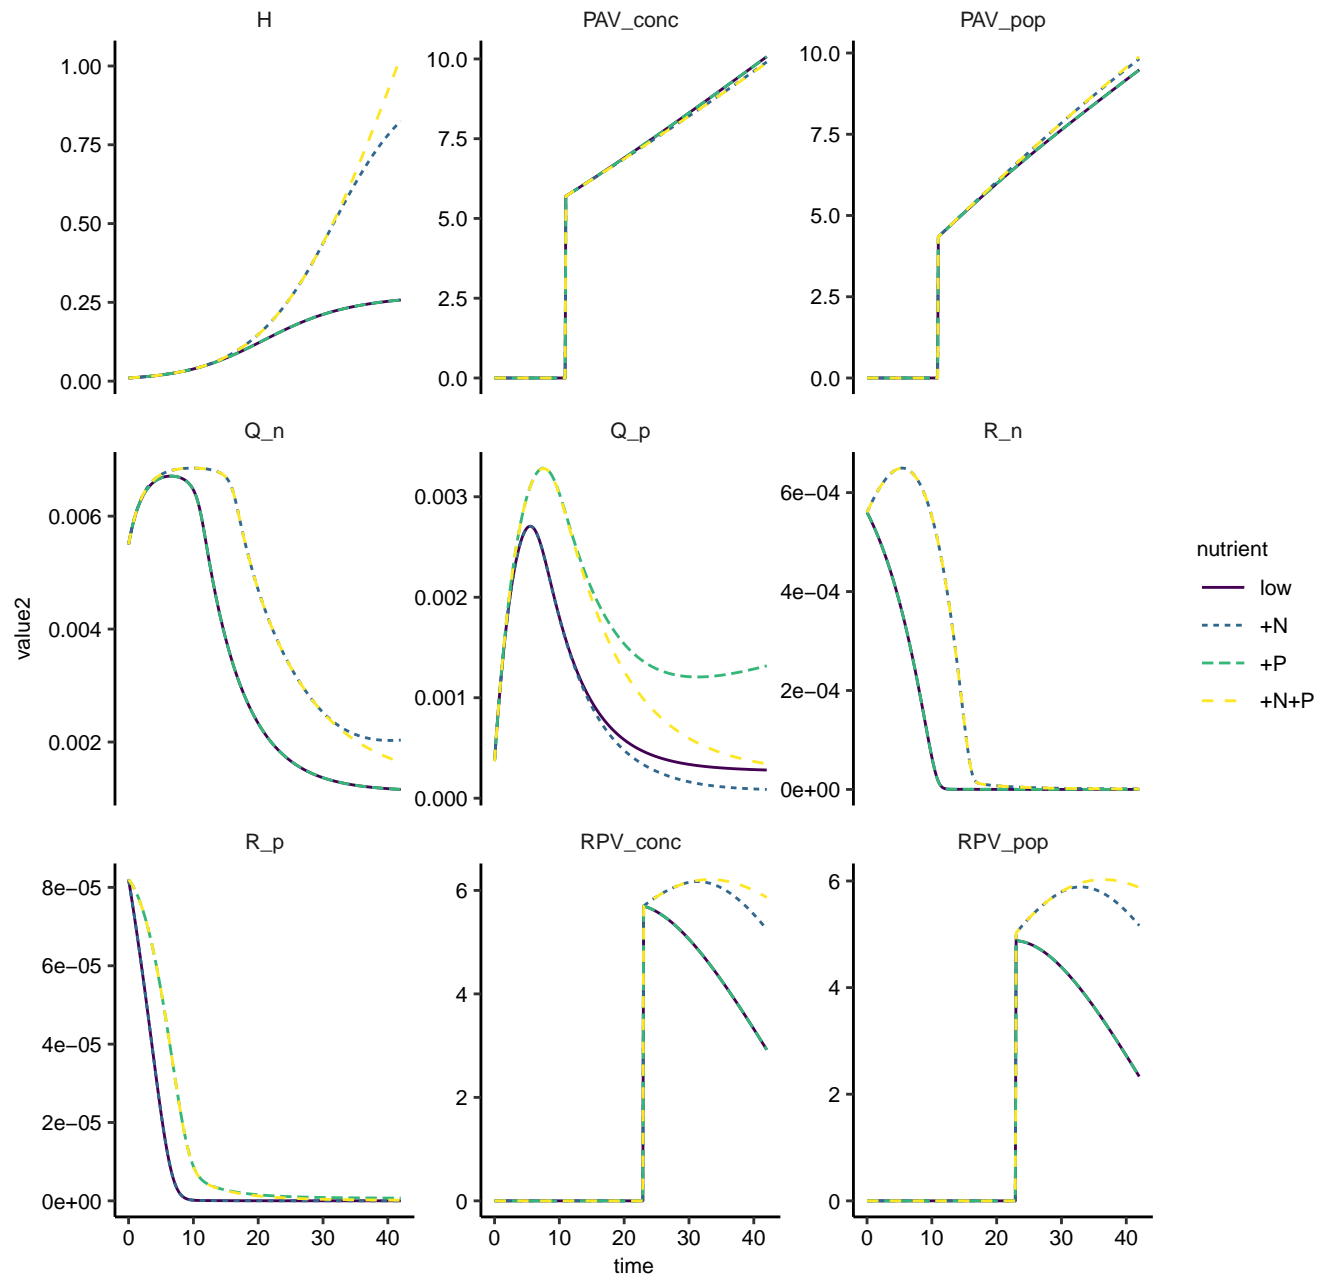 H
PAV_conc
PAV_pop
1.00
0.75
0.50
0.25
0.00
10.0
7.5
5.0
2.5
0.0
10.0
7.5
5.0
2.5
0.0
Q_n
Q_p
R_n
0.006
0.004
0.002
0.003
0.002
0.001
0.000
6e−04
4e−04
2e−04
0e+00
value2
nutrient
low
+N
+P
+N+P
R_p
RPV_conc
RPV_pop
8e−05
6e−05
4e−05
2e−05
0e+00
6
4
2
0
6
4
2
0
0 10 20 30 40
0 10 20 30 40
0 10 20 30 40
time